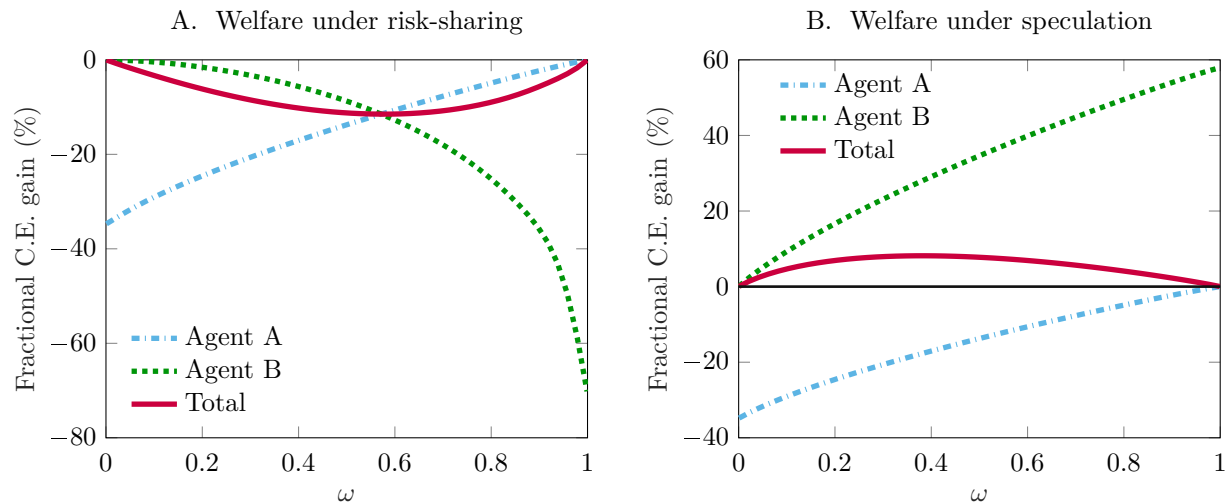 A. Welfare under risk-sharing
Fractional C.E. gain (%)
0
−20
−40
−60
−80
Agent A
Agent B
Total
0
0.2
0.4
0.6
0.8
1
ω
B. Welfare under speculation
Fractional C.E. gain (%)
60
40
20
0
−20
−40
Agent A
Agent B
Total
0
0.2
0.4
0.6
0.8
1
ω